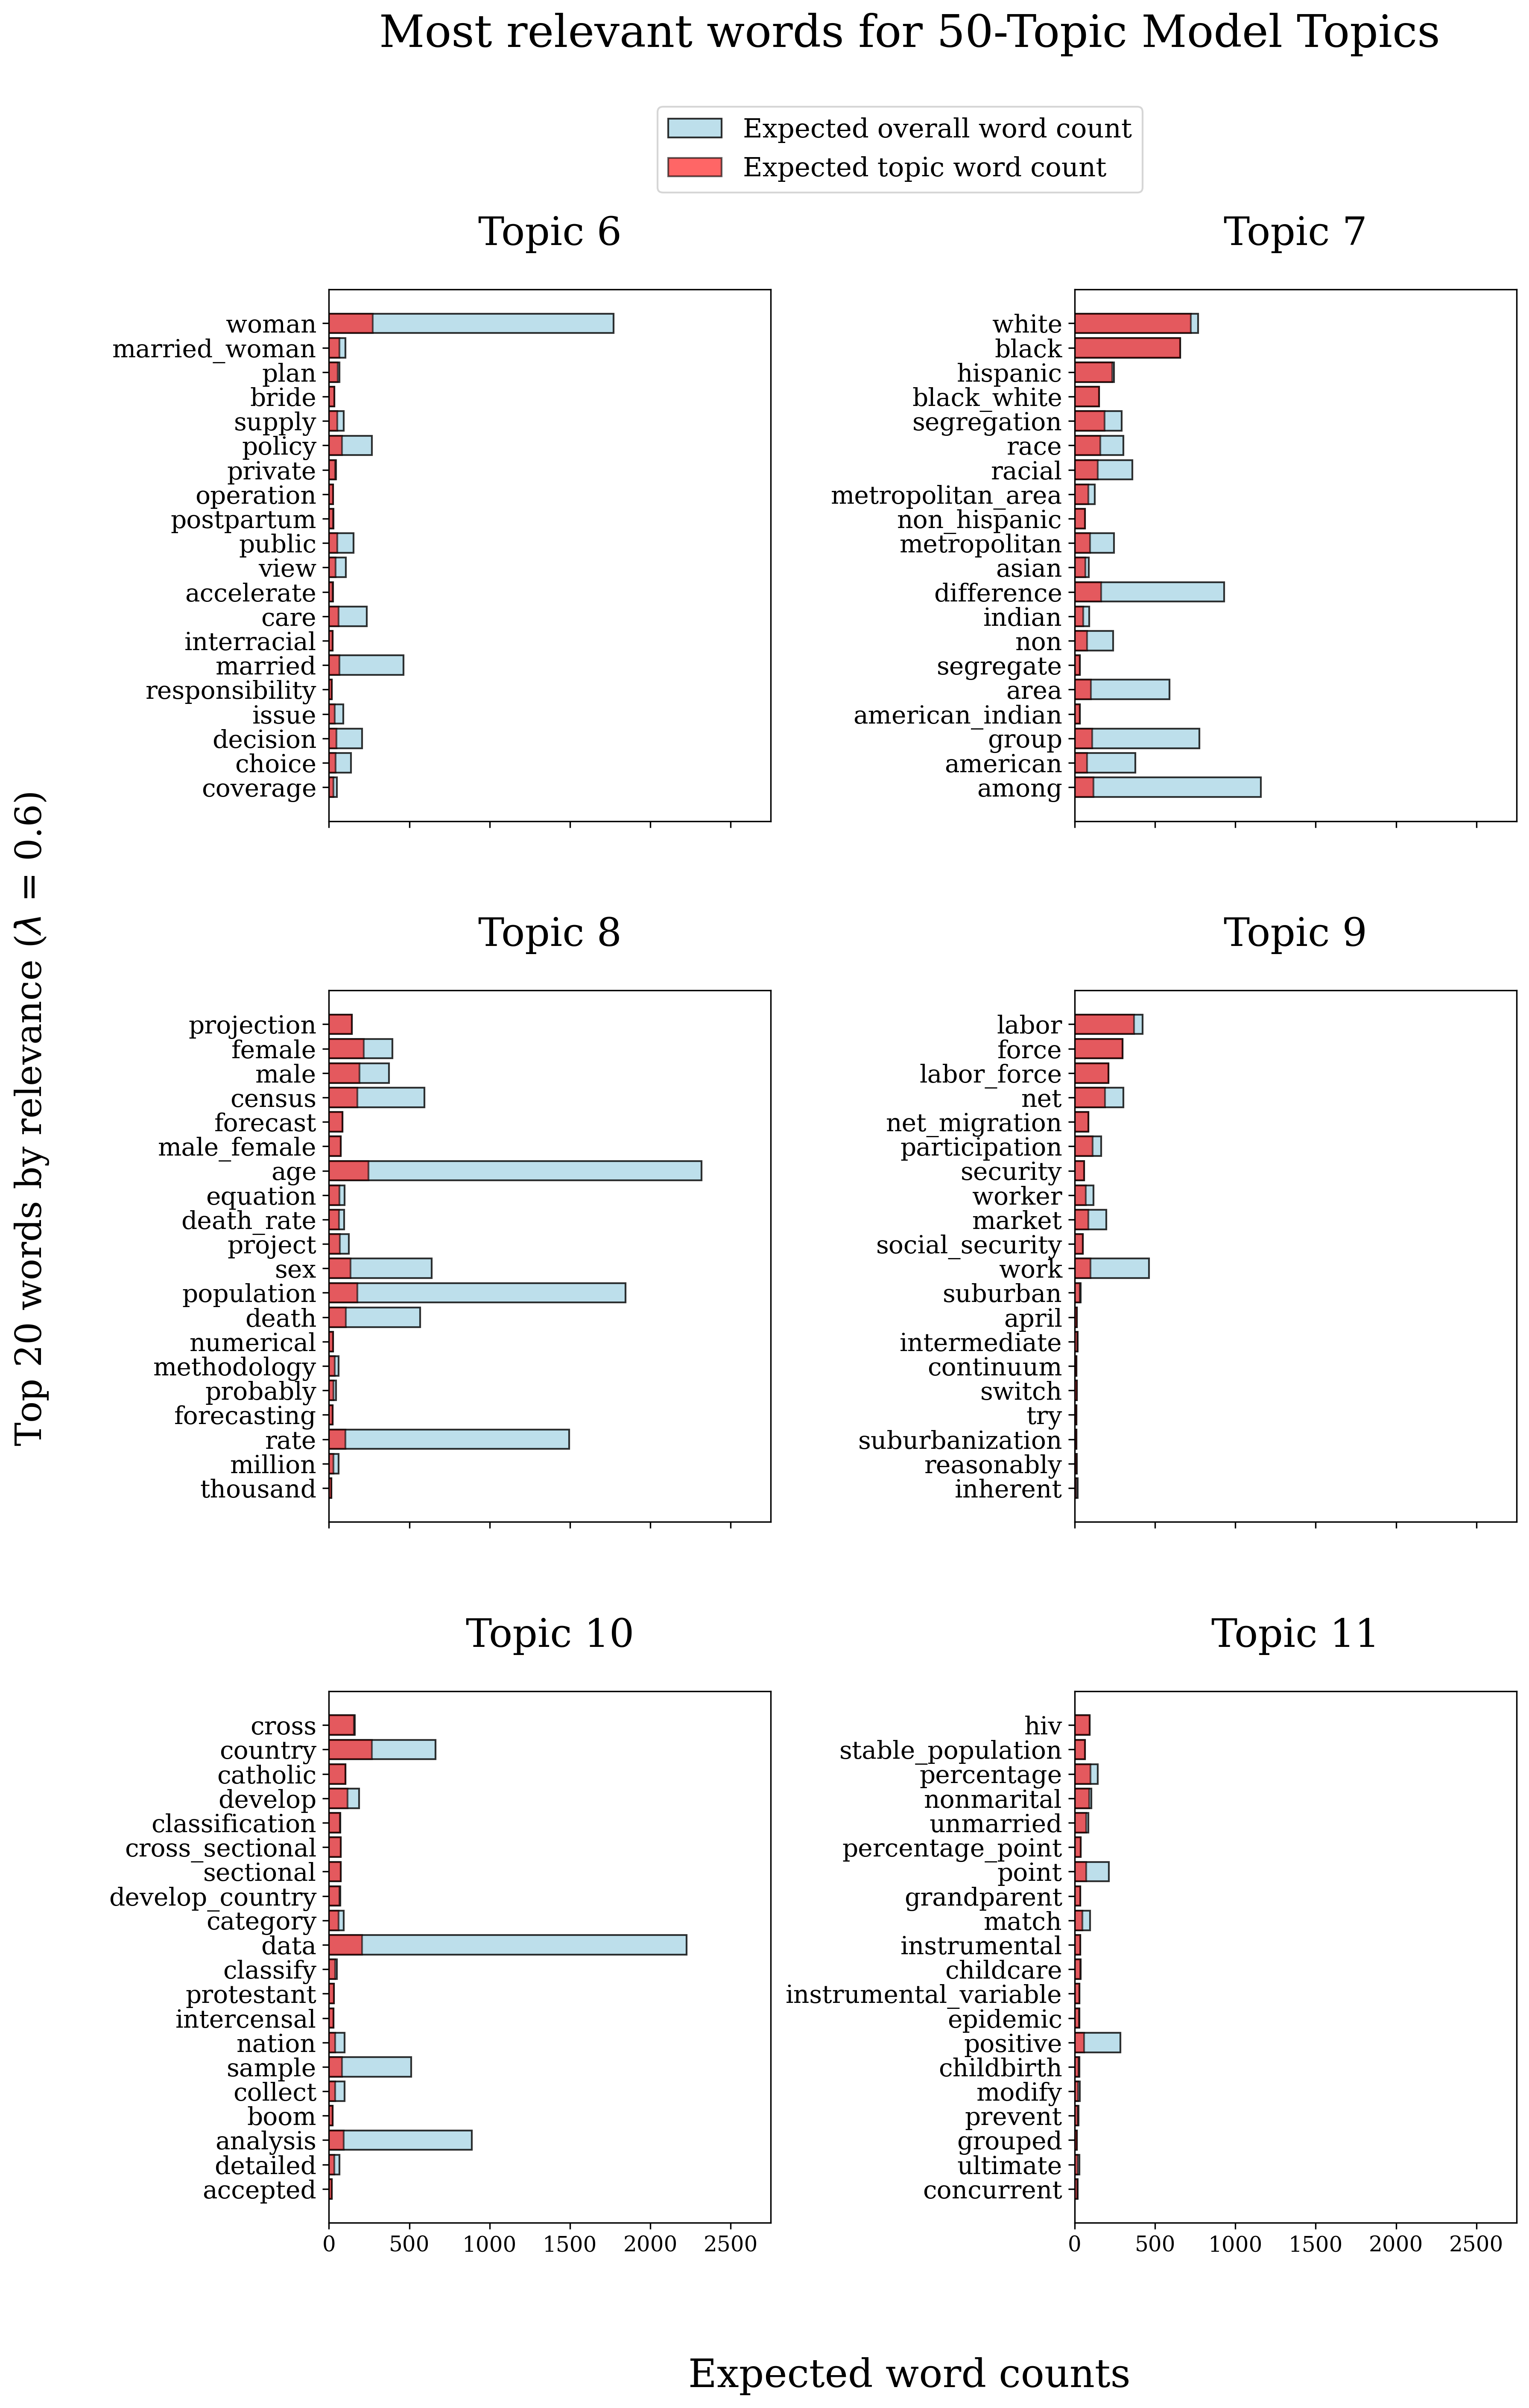 Most relevant words for 50-Topic Model Topics
Expected overall word count
Expected topic word count
Top 20 words by relevance (λ = 0.6)
Topic 6
woman
married_woman
plan
bride
supply
policy
private
operation
postpartum
public
view
accelerate
care
interracial
married
responsibility
issue
decision
choice
coverage
Topic 7
white
black
hispanic
black_white
segregation
race
racial
metropolitan_area
non_hispanic
metropolitan
asian
difference
indian
non
segregate
area
american_indian
group
american
among
Topic 8
projection
female
male
census
forecast
male_female
age
equation
death_rate
project
sex
population
death
numerical
methodology
probably
forecasting
rate
million
thousand
Topic 9
labor
force
labor_force
net
net_migration
participation
security
worker
market
social_security
work
suburban
april
intermediate
continuum
switch
try
suburbanization
reasonably
inherent
Topic 10
cross
country
catholic
develop
classification
cross_sectional
sectional
develop_country
category
data
classify
protestant
intercensal
nation
sample
collect
boom
analysis
detailed
accepted
0 500 1000 1500 2000 2500
Topic 11
hiv
stable_population
percentage
nonmarital
unmarried
percentage_point
point
grandparent
match
instrumental
childcare
instrumental_variable
epidemic
positive
childbirth
modify
prevent
grouped
ultimate
concurrent
0 500 1000 1500 2000 2500
Expected word counts